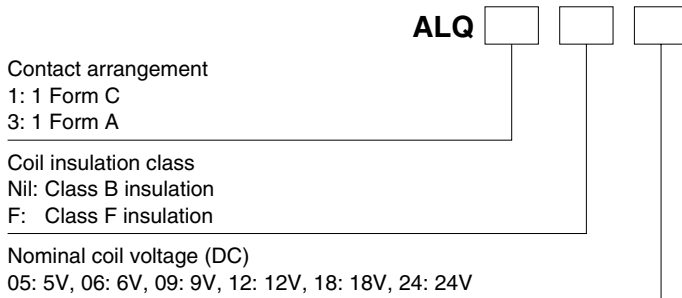 ALQ
Contact arrangement
1: 1 Form C
3: 1 Form A
Coil insulation class
Nil: Class B insulation
F: Class F insulation
Nominal coil voltage (DC)
05: 5V, 06: 6V, 09: 9V, 12: 12V, 18: 18V, 24: 24V